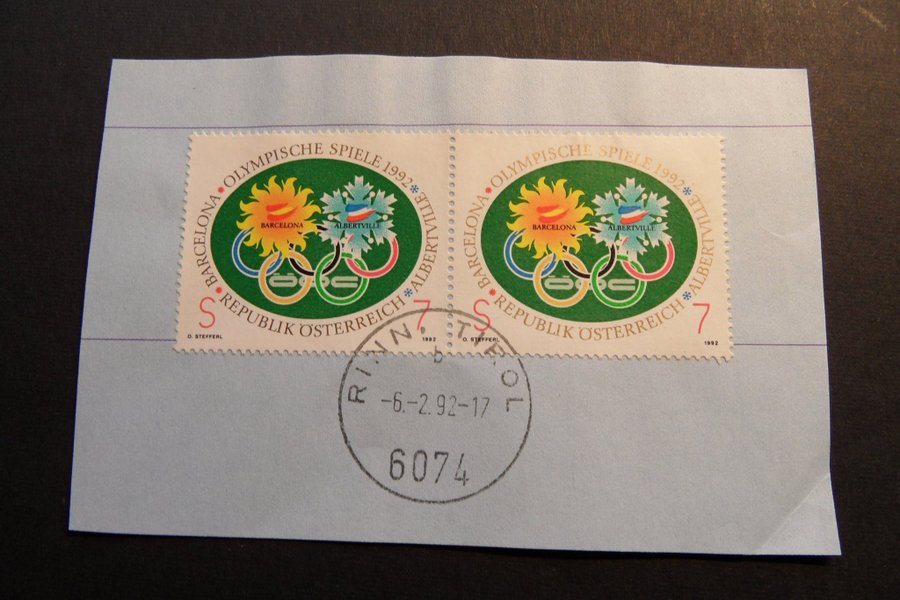 BARCELONA • OLYMPISCHE SPIELE 1992 * ALBERTVILLE
BARCELONA
ALBERTVILLE
• REPUBLIK ÖSTERREICH *
S 7
O. STEFFERL 1992
BARCELONA • OLYMPISCHE SPIELE 1992 * ALBERTVILLE
BARCELONA
ALBERTVILLE
• REPUBLIK ÖSTERREICH *
S 7
O. STEFFERL 1992
RINN, TIROL
b
-6.-2.92-17
6074